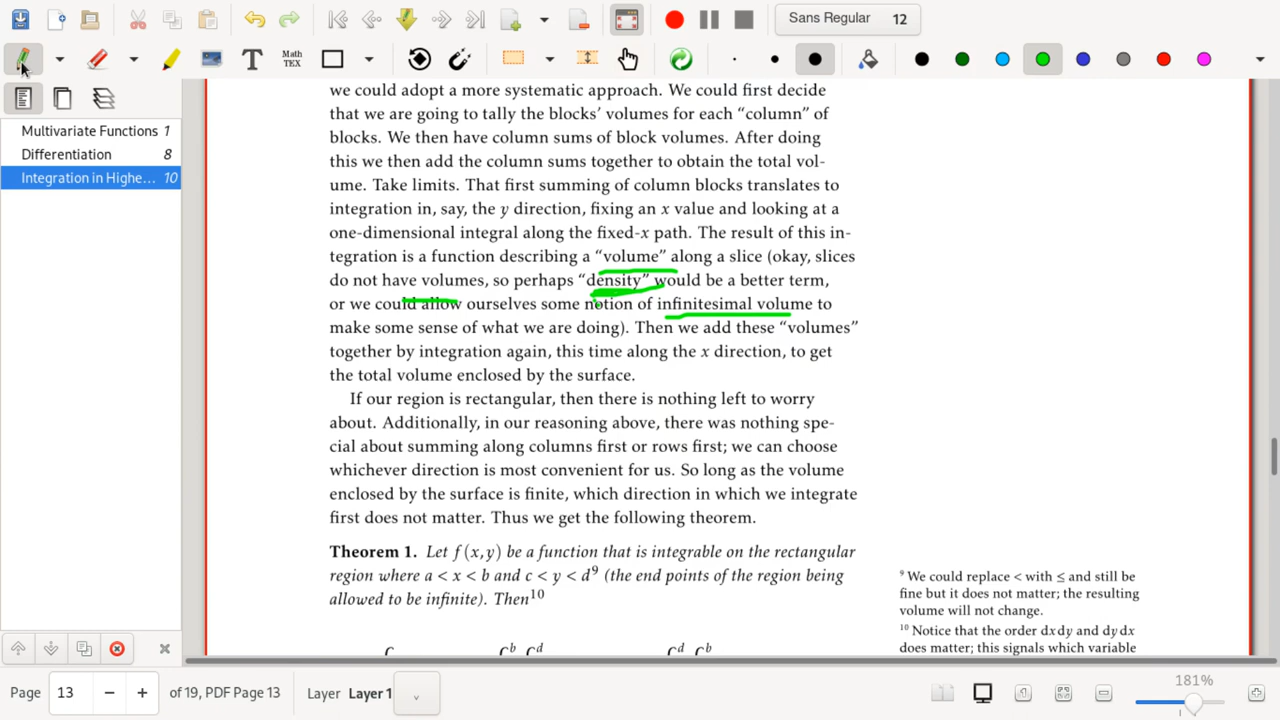 Sans Regular 12
T Math TEX
Multivariate Functions 1
Differentiation 8
Integration in Highe... 10
we could adopt a more systematic approach. We could first decide
that we are going to tally the blocks’ volumes for each “column” of
blocks. We then have column sums of block volumes. After doing
this we then add the column sums together to obtain the total vol-
ume. Take limits. That first summing of column blocks translates to
integration in, say, the y direction, fixing an x value and looking at a
one-dimensional integral along the fixed-x path. The result of this in-
tegration is a function describing a “volume” along a slice (okay, slices
do not have volumes, so perhaps “density” would be a better term,
or we could allow ourselves some notion of infinitesimal volume to
make some sense of what we are doing). Then we add these “volumes”
together by integration again, this time along the x direction, to get
the total volume enclosed by the surface.
If our region is rectangular, then there is nothing left to worry
about. Additionally, in our reasoning above, there was nothing spe-
cial about summing along columns first or rows first; we can choose
whichever direction is most convenient for us. So long as the volume
enclosed by the surface is finite, which direction in which we integrate
first does not matter. Thus we get the following theorem.
Theorem 1. Let f(x,y) be a function that is integrable on the rectangular
region where a < x < b and c < y < d⁹ (the end points of the region being
allowed to be infinite). Then¹⁰
⁹ We could replace < with ≤ and still be
fine but it does not matter; the resulting
volume will not change.
¹⁰ Notice that the order dxdy and dydx
does matter; this signals which variable
Page 13 of 19, PDF Page 13 Layer Layer 1 181%